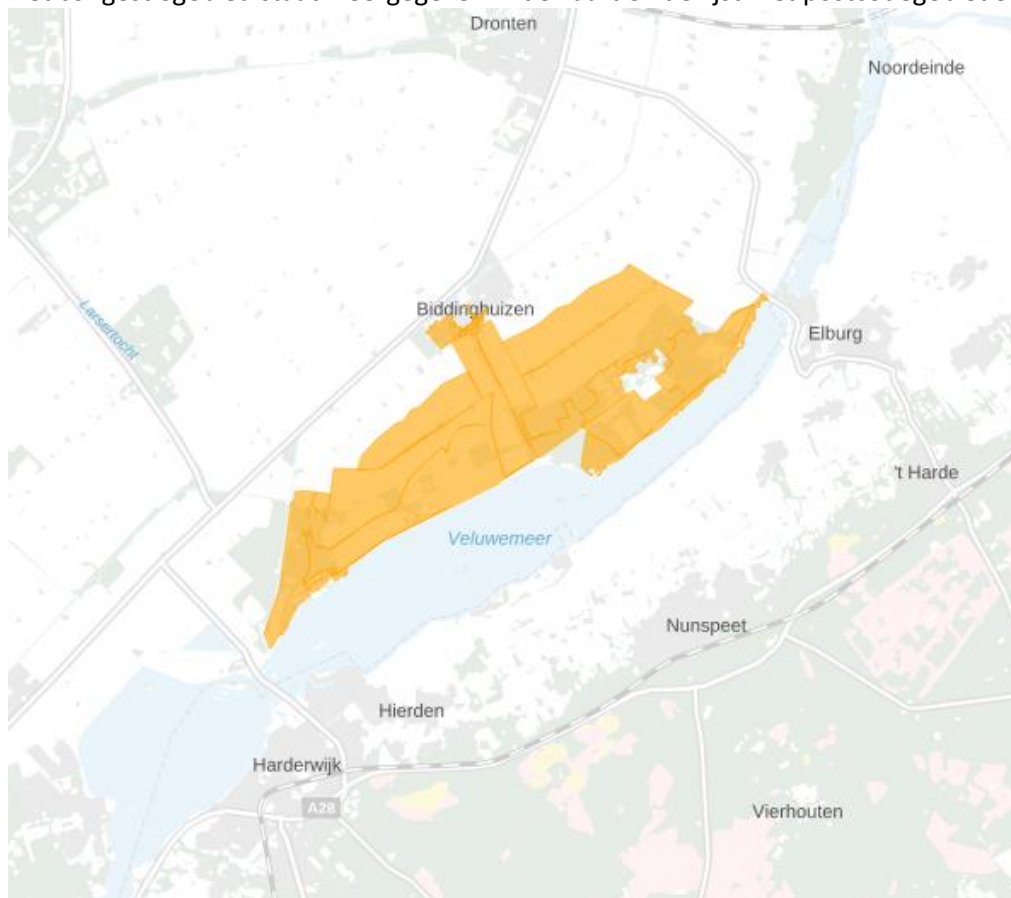 Dronten
Noordeinde
Larsertocht
Biddinghuizen
Elburg
't Harde
Veluwemeer
Nunspeet
Hierden
Harderwijk
A28
Vierhouten